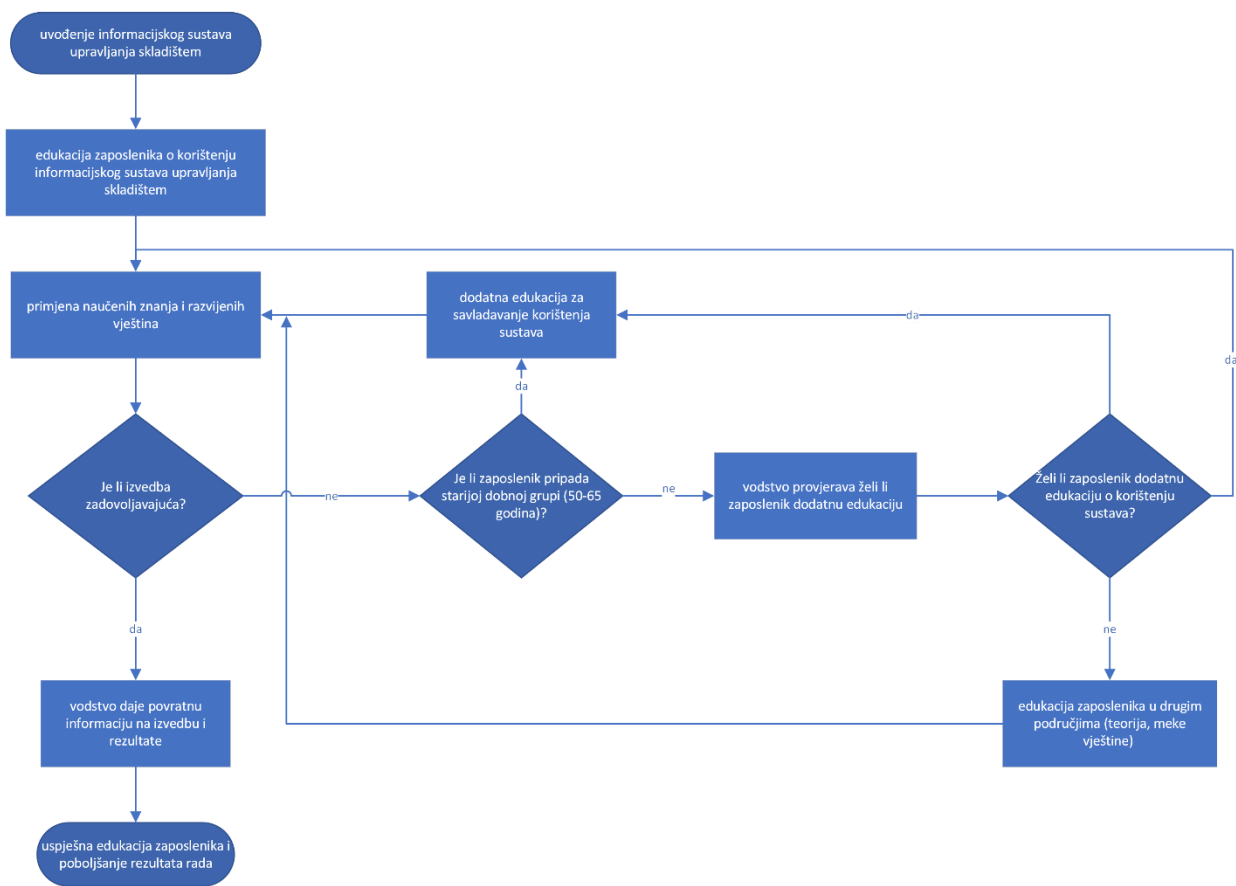 uvođenje informacijskog sustava
upravljanja skladištem
edukacija zaposlenika o korištenju
informacijskog sustava upravljanja
skladištem
primjena naučenih znanja i razvijenih
vještina
dodatna edukacija za
savladavanje korištenja
sustava
da
da
da
Je li izvedba
zadovoljavajuća?
ne
Je li zaposlenik pripada
starijoj dobnoj grupi (50-65
godina)?
ne
vodstvo provjerava želi li
zaposlenik dodatnu edukaciju
Želi li zaposlenik dodatnu
edukaciju o korištenju
sustava?
da
ne
vodstvo daje povratnu
informaciju na izvedbu i
rezultate
edukacija zaposlenika u drugim
područjima (teorija, meke
vještine)
uspješna edukacija zaposlenika i
poboljšanje rezultata rada